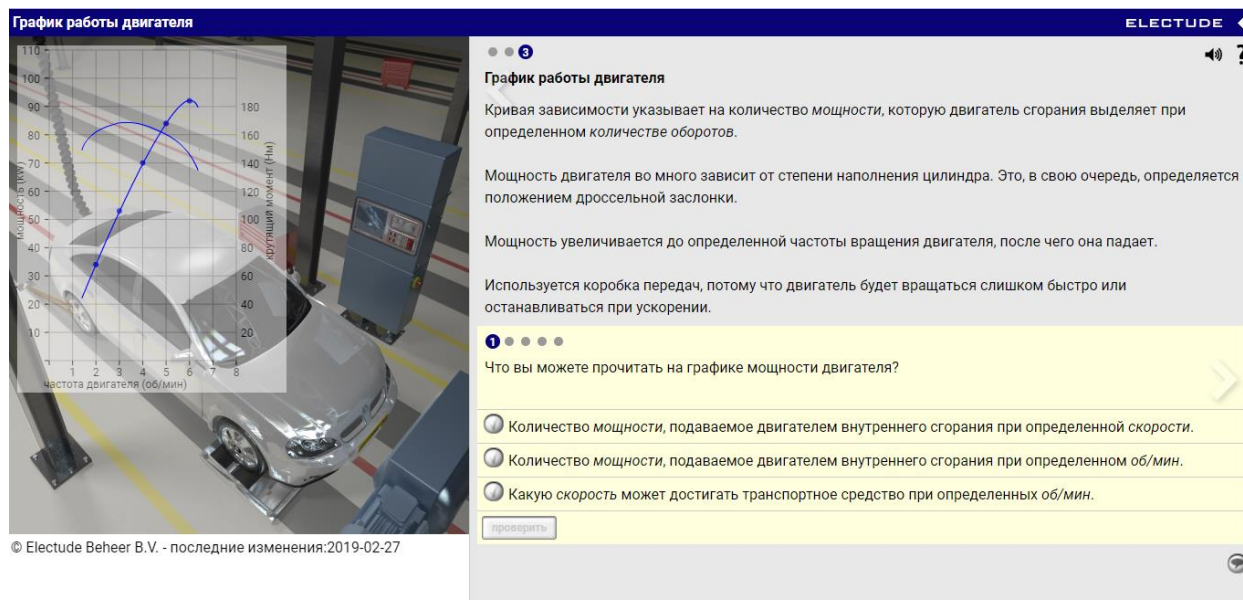 График работы двигателя
ELECTUDE
110
100
90
80
70
60
50
40
30
20
10
мощность (kW)
180
160
140
120
100
80
60
40
20
крутящий момент (Нм)
1 2 3 4 5 6 7 8
частота двигателя (об/мин)
3
?
График работы двигателя
Кривая зависимости указывает на количество мощности, которую двигатель сгорания выделяет при
определенном количестве оборотов.
Мощность двигателя во много зависит от степени наполнения цилиндра. Это, в свою очередь, определяется
положением дроссельной заслонки.
Мощность увеличивается до определенной частоты вращения двигателя, после чего она падает.
Используется коробка передач, потому что двигатель будет вращаться слишком быстро или
останавливаться при ускорении.
1
Что вы можете прочитать на графике мощности двигателя?
Количество мощности, подаваемое двигателем внутреннего сгорания при определенной скорости.
Количество мощности, подаваемое двигателем внутреннего сгорания при определенном об/мин.
Какую скорость может достигать транспортное средство при определенных об/мин.
проверить
© Electude Beheer B.V. - последние изменения:2019-02-27